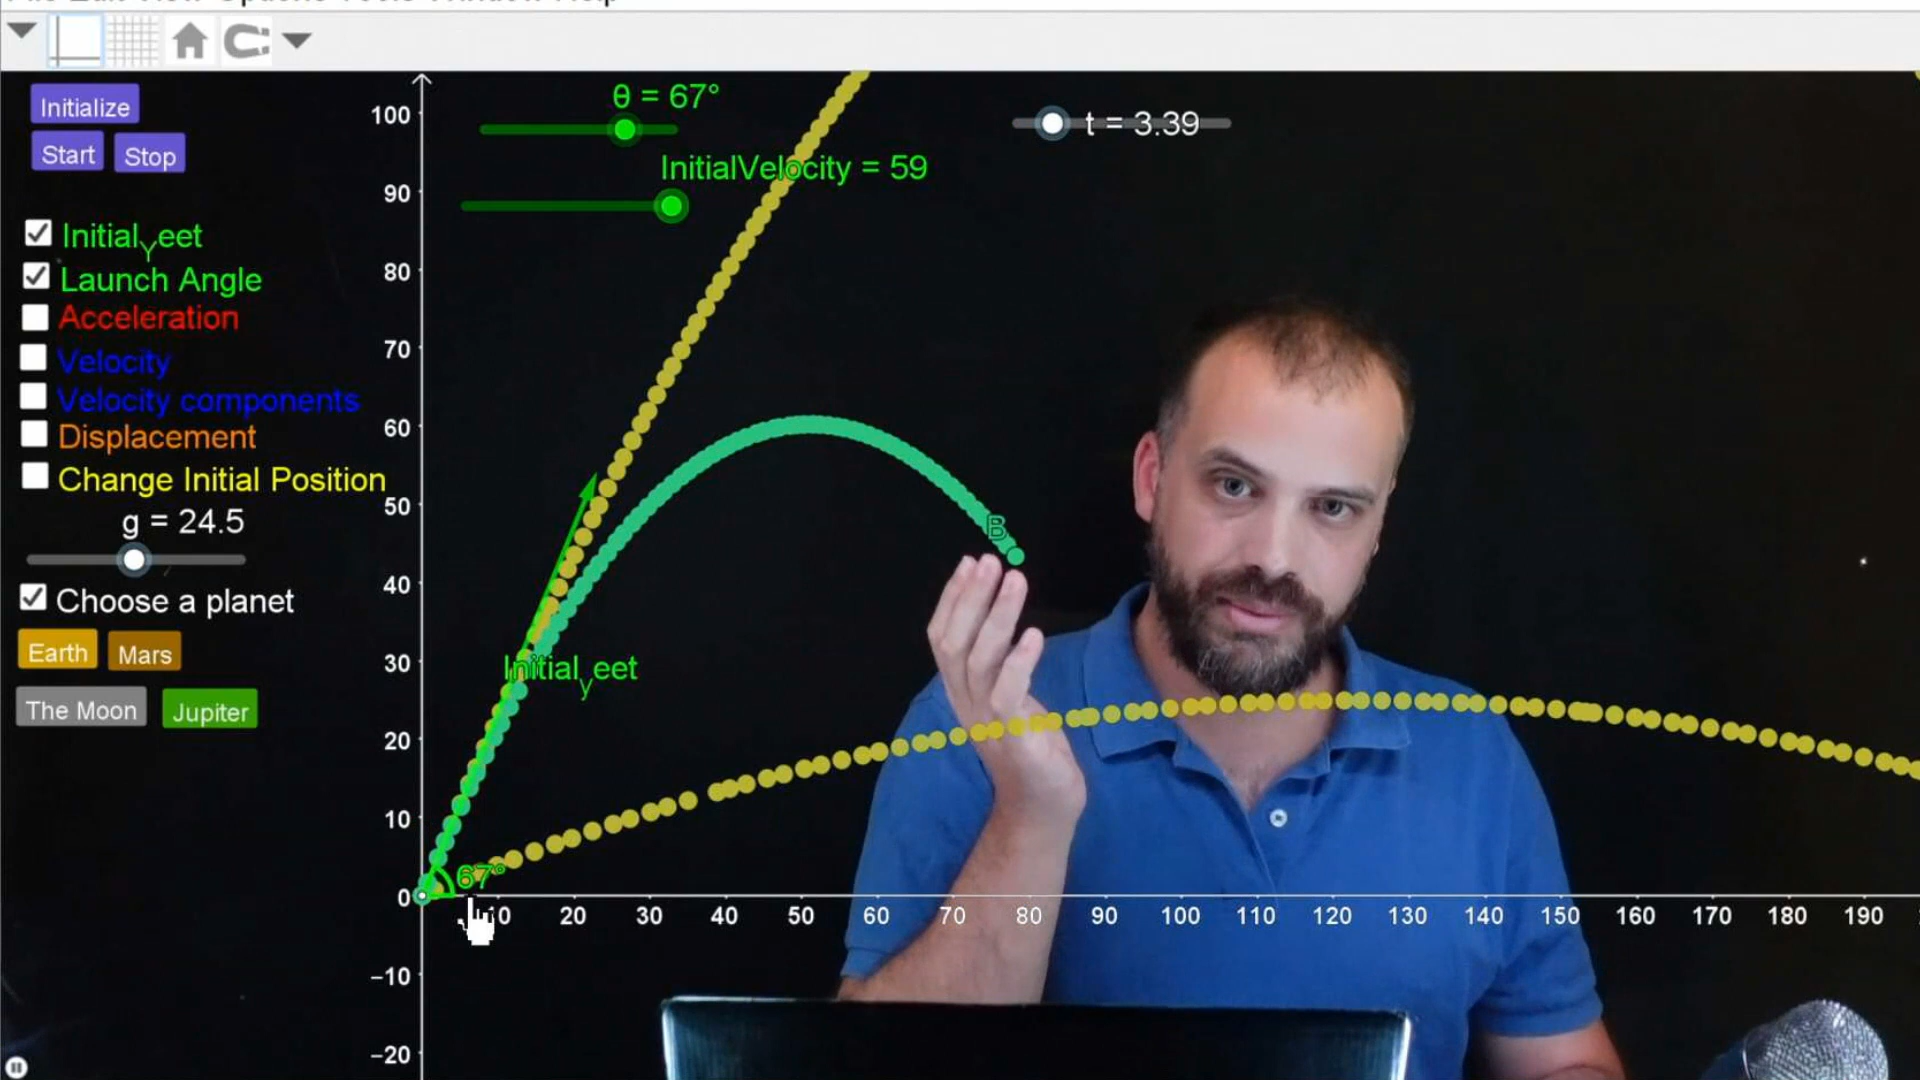 Initialize
Start Stop
Initial_Yeet
Launch Angle
Acceleration
Velocity
Velocity components
Displacement
Change Initial Position
g = 24.5
Choose a planet
Earth Mars
The Moon Jupiter
θ = 67°
InitialVelocity = 59
t = 3.39
100
90
80
70
60
50
40
30
20
10
0
−10
−20
B
Initial_yeet
67°
10 20 30 40 50 60 70 80 90 100 110 120 130 140 150 160 170 180 190